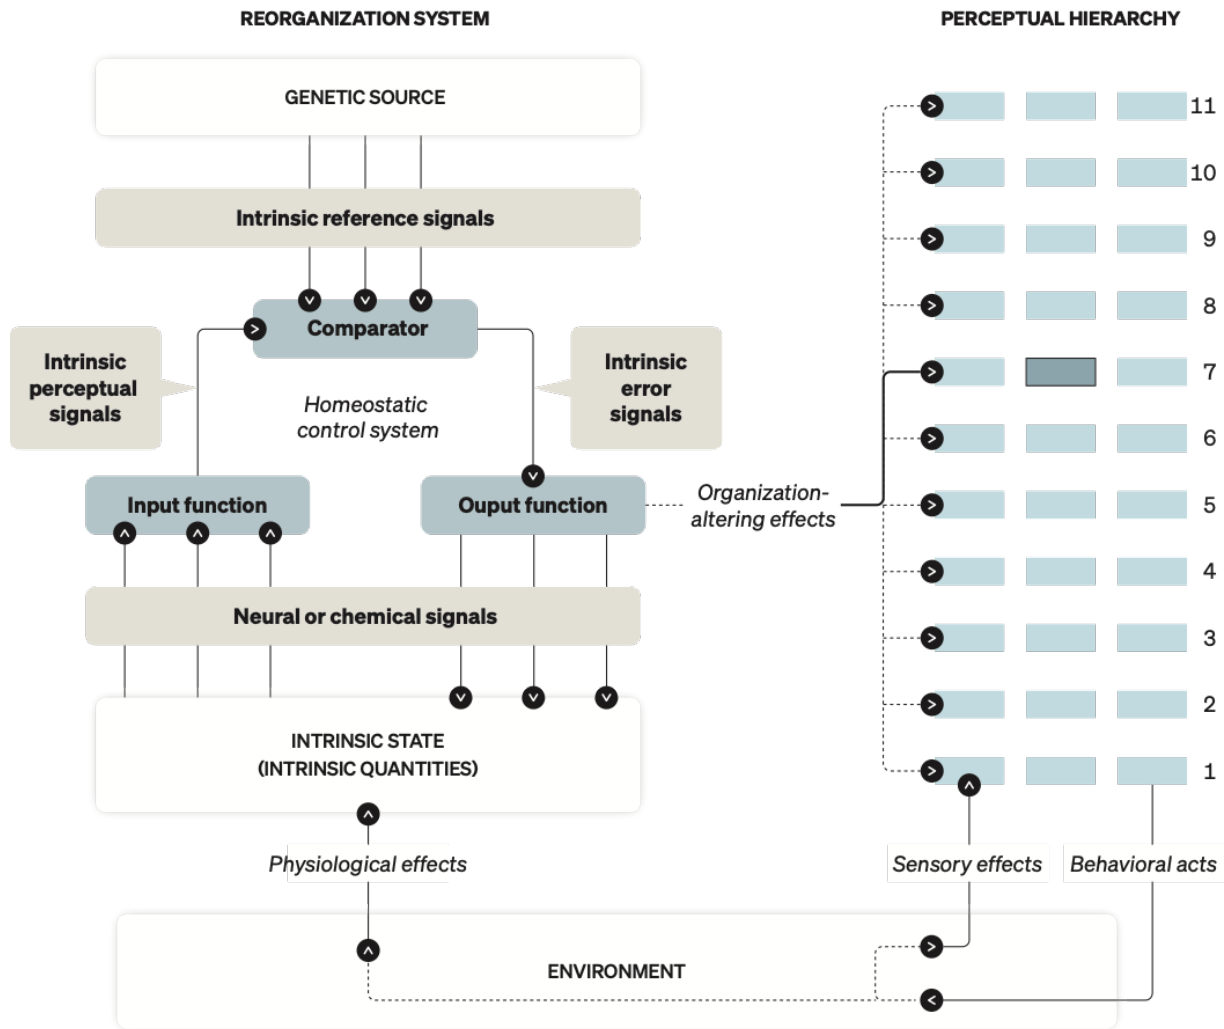 REORGANIZATION SYSTEM
PERCEPTUAL HIERARCHY
GENETIC SOURCE
Intrinsic reference signals
Comparator
Intrinsic
perceptual
signals
Intrinsic
error
signals
Homeostatic
control system
Input function
Ouput function
Organization-
altering effects
Neural or chemical signals
INTRINSIC STATE
(INTRINSIC QUANTITIES)
11
10
9
8
7
6
5
4
3
2
1
Physiological effects
Sensory effects
Behavioral acts
ENVIRONMENT